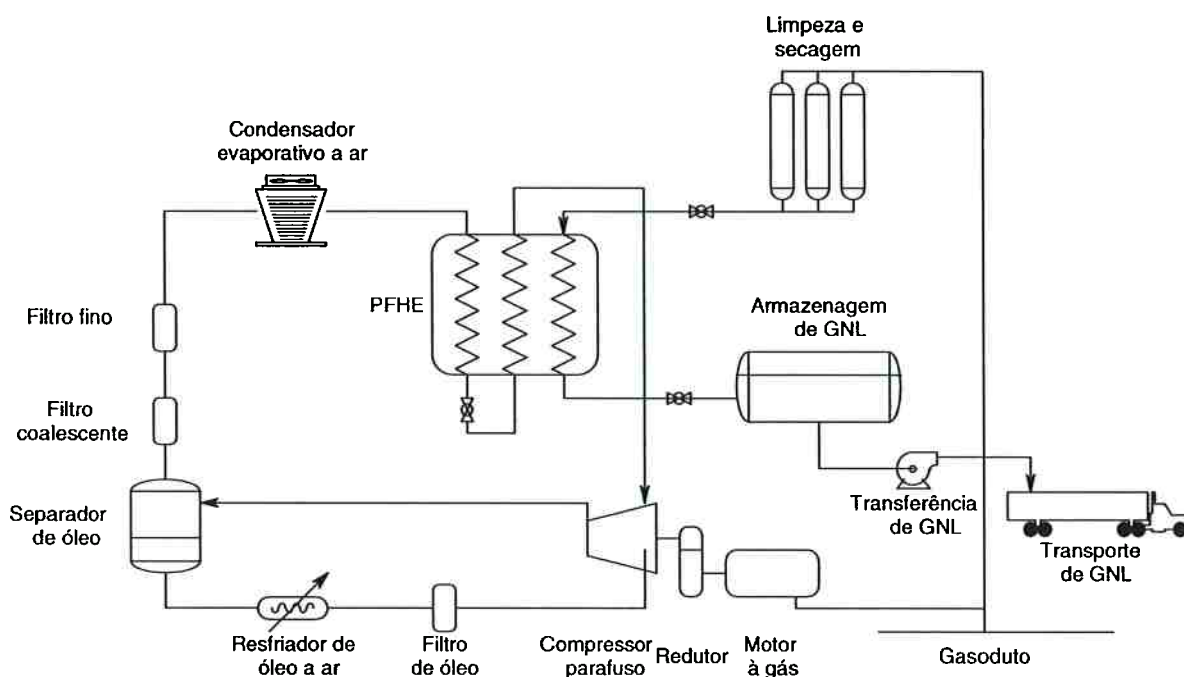 Limpeza e
secagem
Condensador
evaporativo a ar
PFHE
Filtro fino
Armazenagem
de GNL
Filtro
coalescente
Separador
de óleo
Transferência
de GNL
Transporte
de GNL
Resfriador de
óleo a ar
Filtro
de óleo
Compressor
parafuso
Redutor
Motor
à gás
Gasoduto